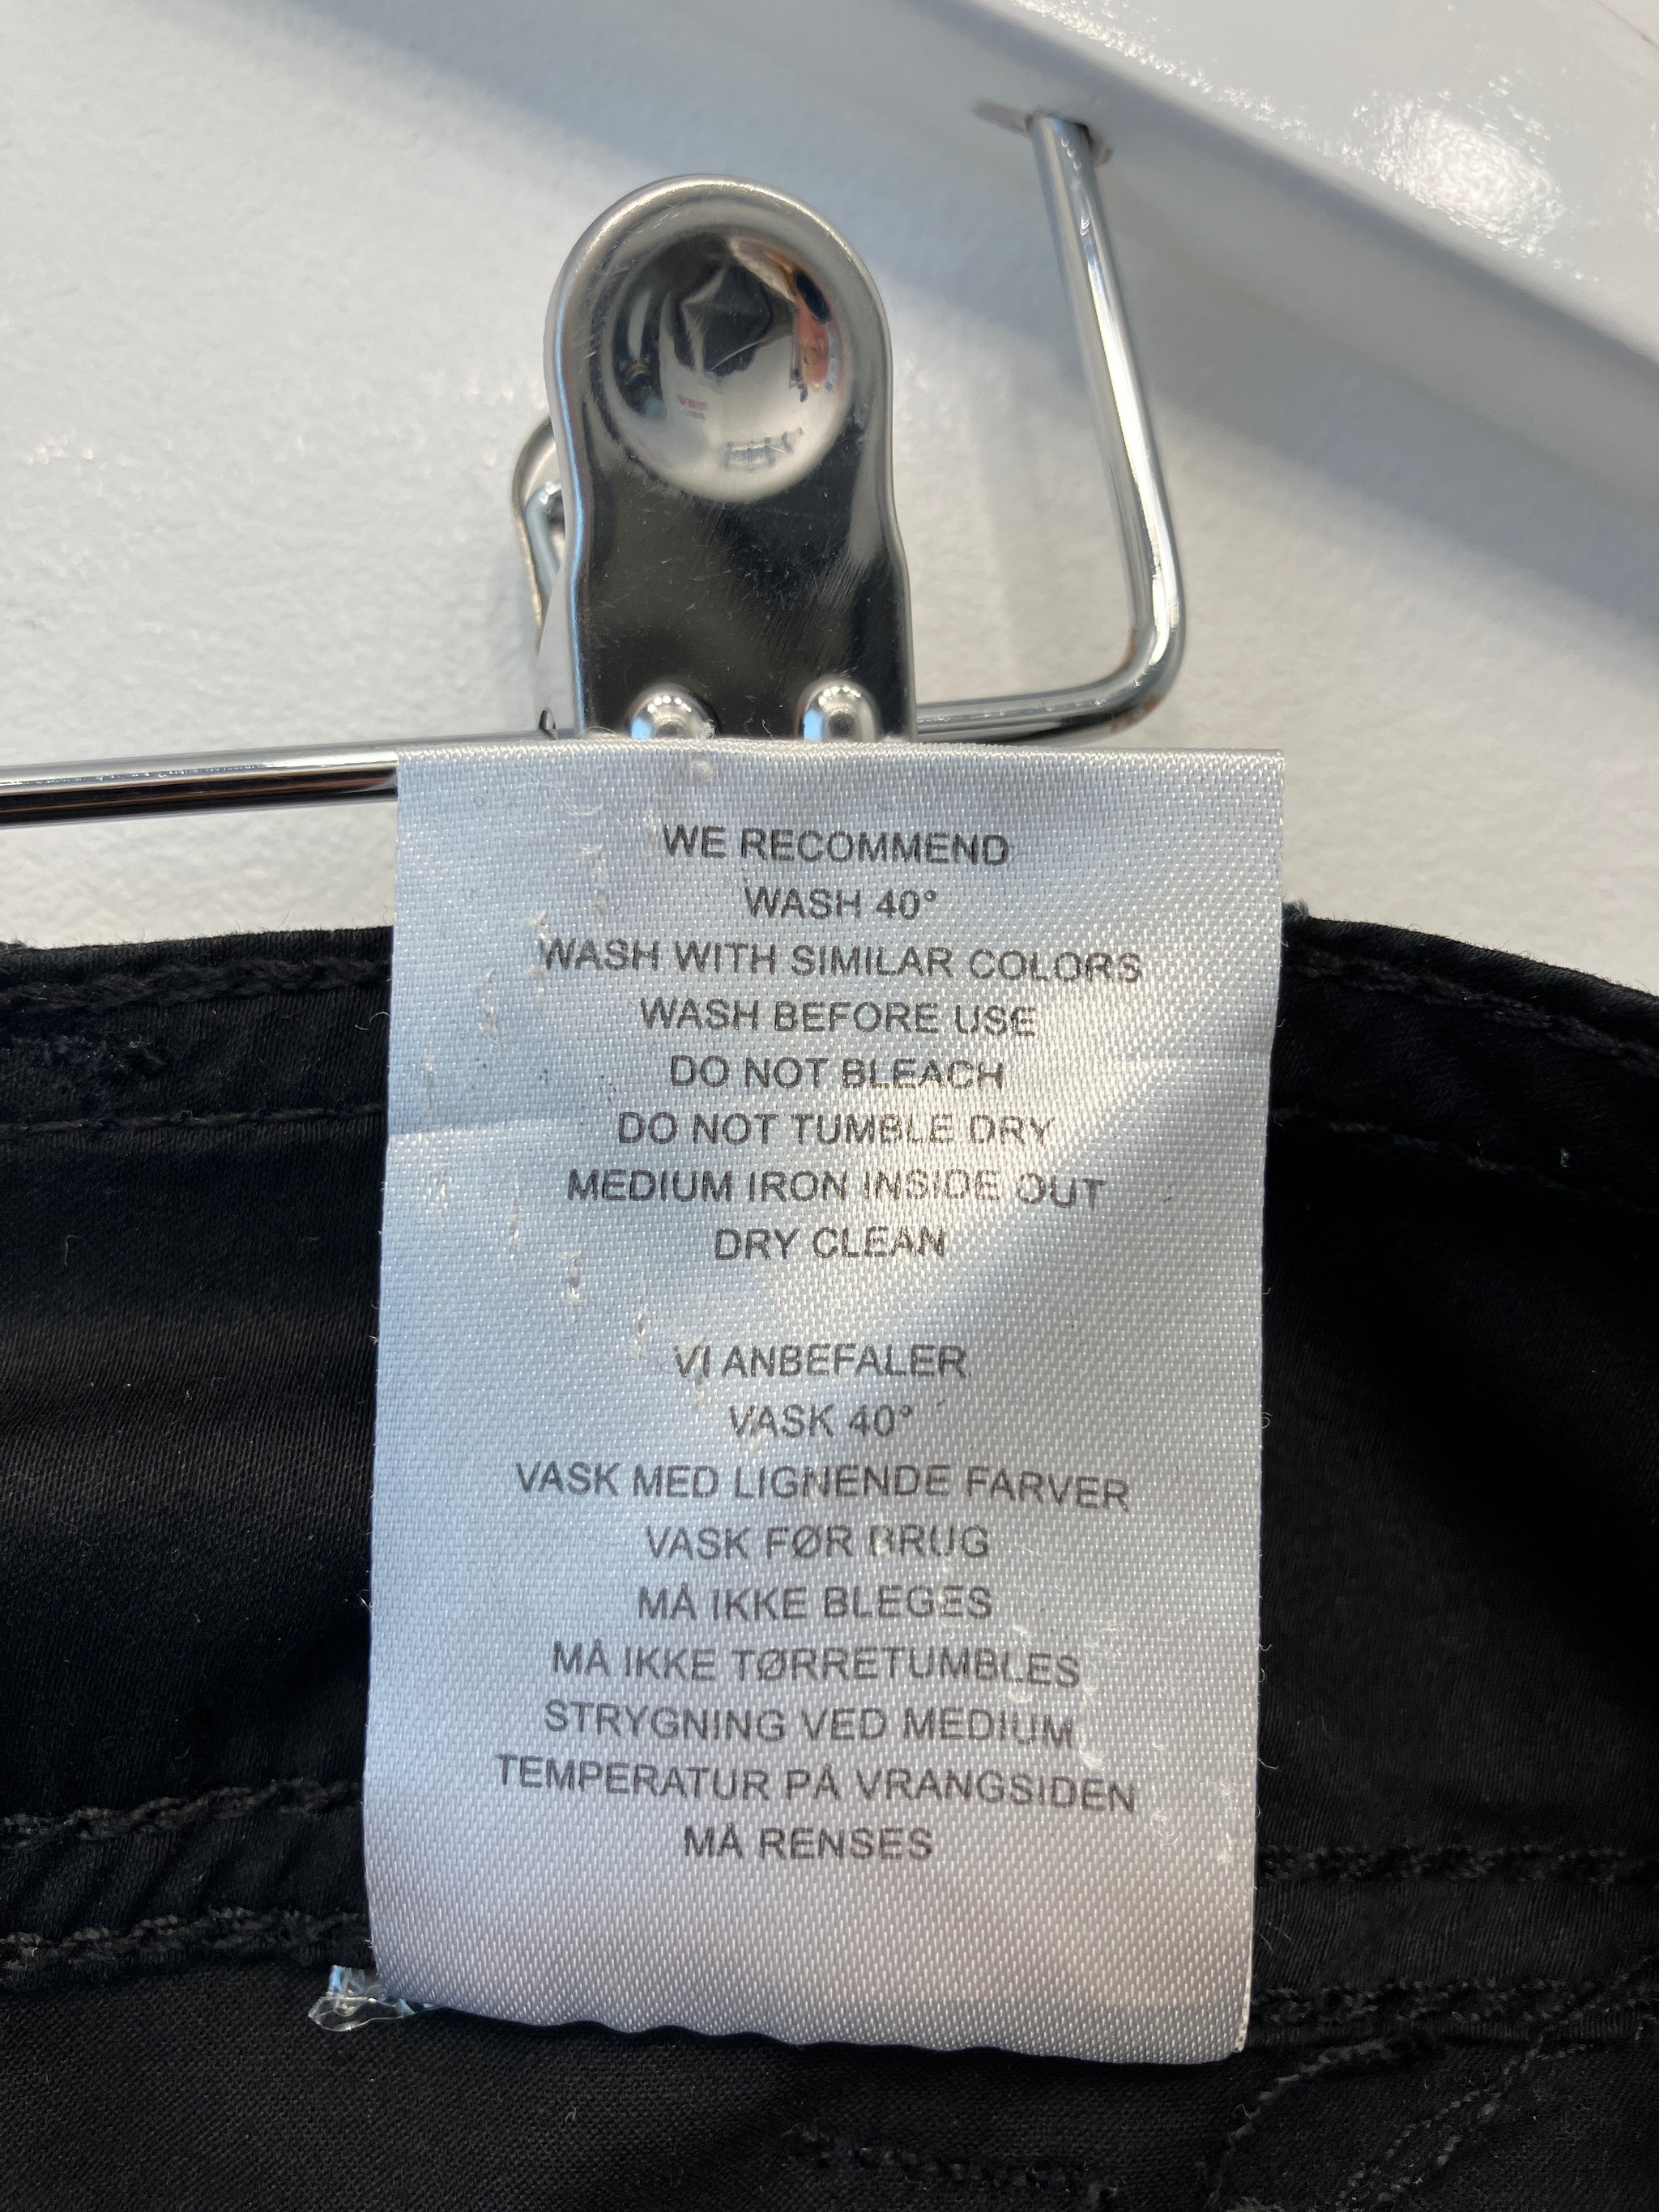 WE RECOMMEND
WASH 40°
WASH WITH SIMILAR COLORS
WASH BEFORE USE
DO NOT BLEACH
DO NOT TUMBLE DRY
MEDIUM IRON INSIDE OUT
DRY CLEAN
VI ANBEFALER
VASK 40°
VASK MED LIGNENDE FARVER
VASK FØR BRUG
MÅ IKKE BLEGES
MÅ IKKE TØRRETUMBLES
STRYGNING VED MEDIUM
TEMPERATUR PÅ VRANGSIDEN
MÅ RENSES